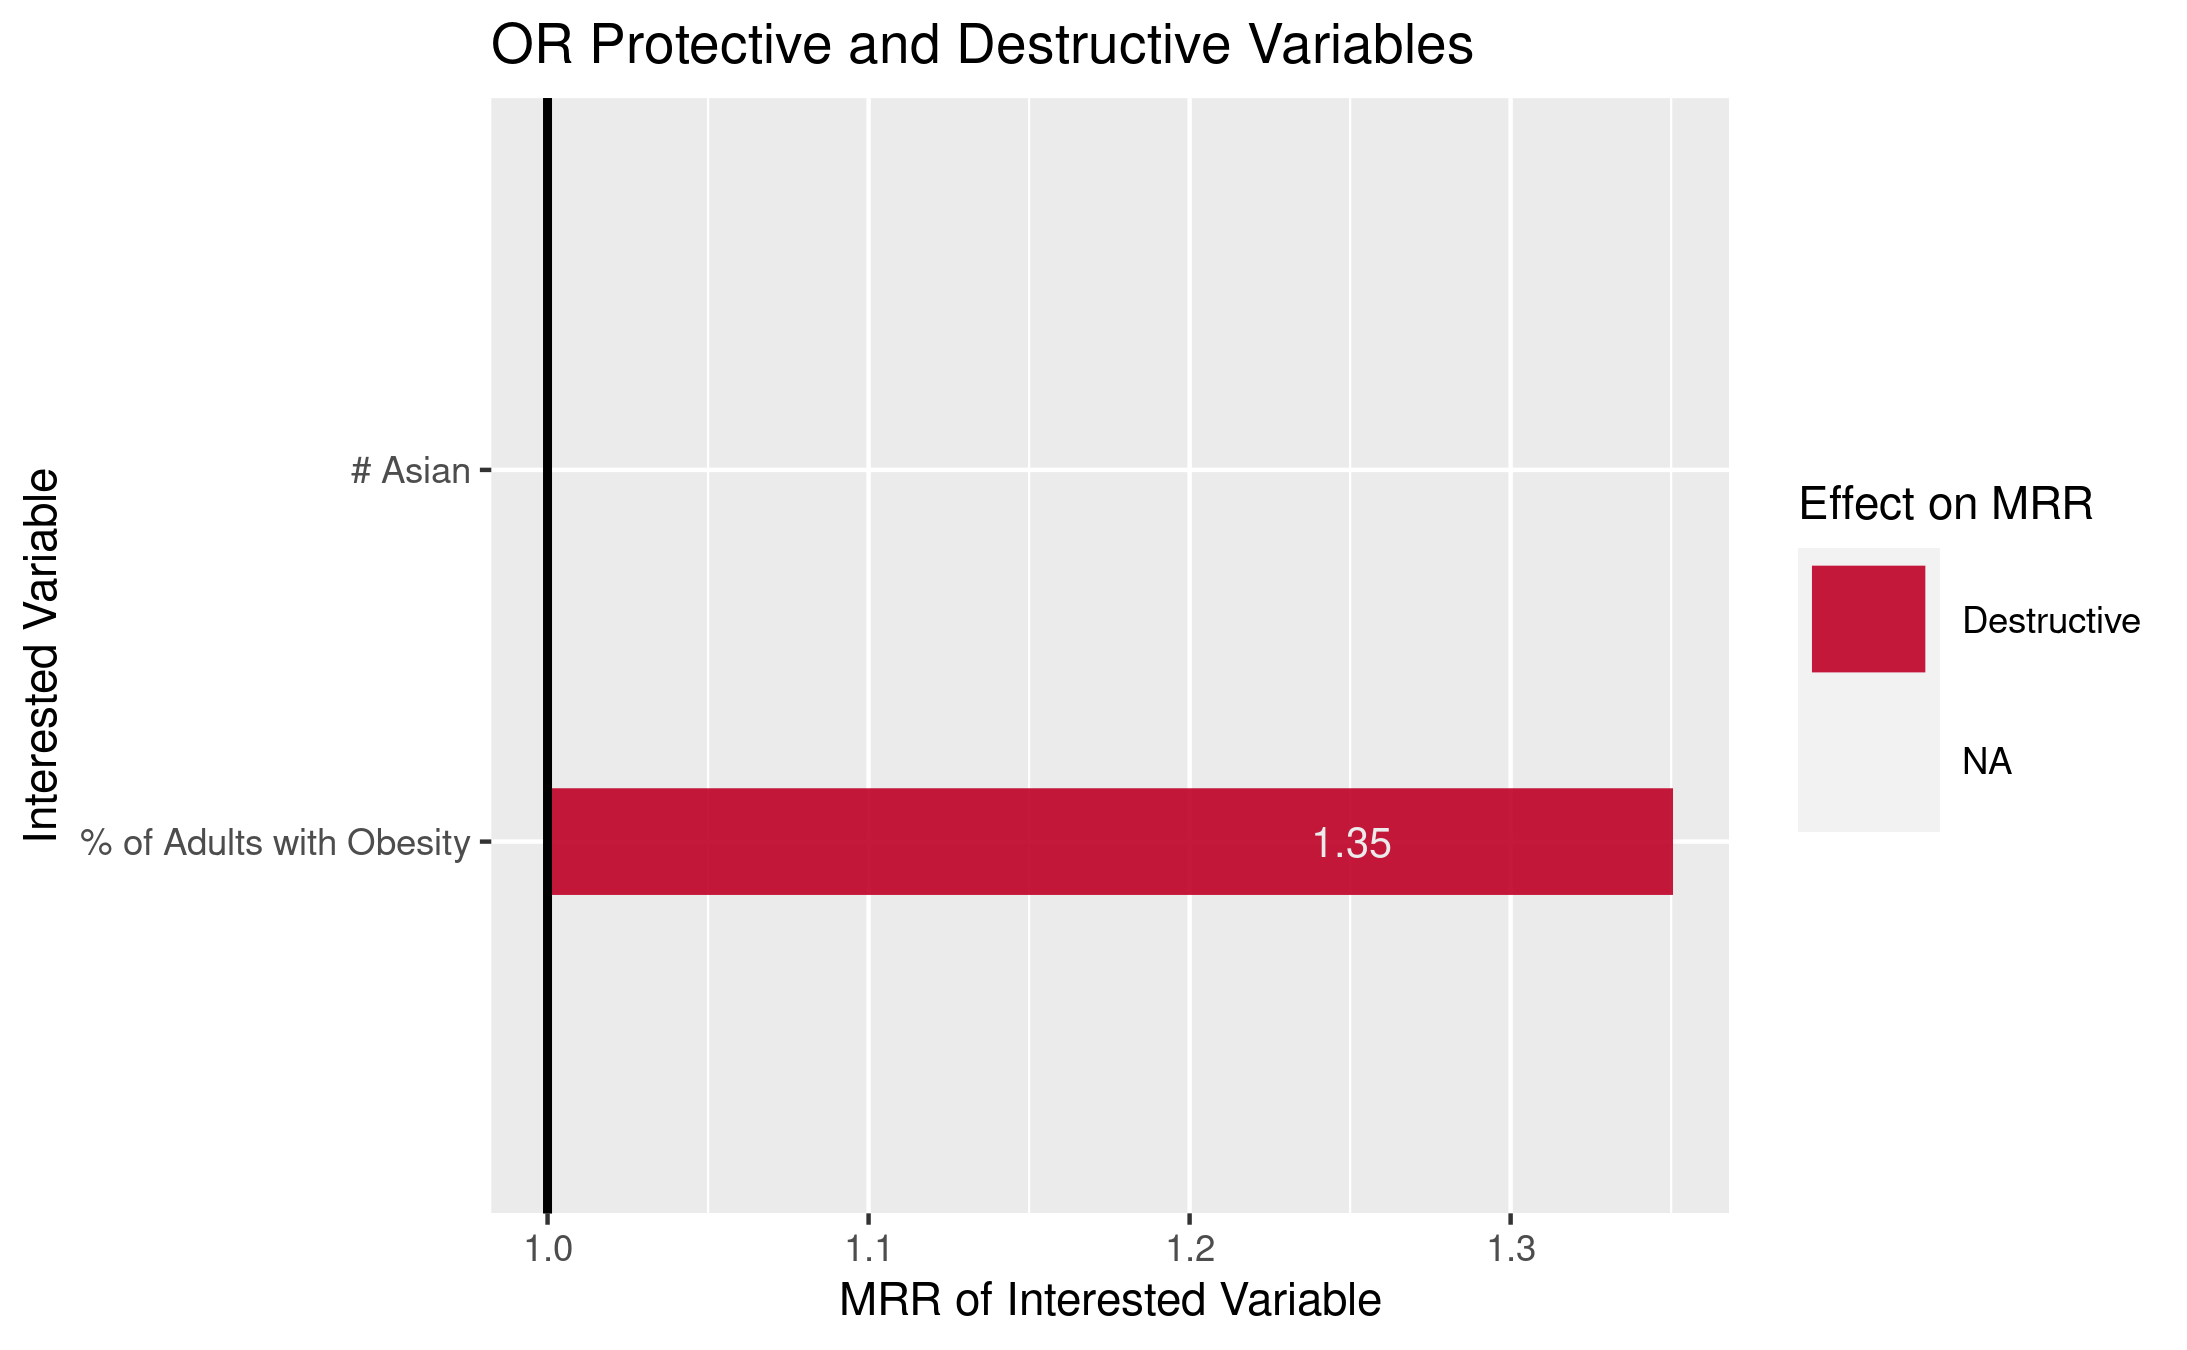 OR Protective and Destructive Variables
Interested Variable
# Asian
% of Adults with Obesity
1.35
1.0
1.1
1.2
1.3
MRR of Interested Variable
Effect on MRR
Destructive
NA